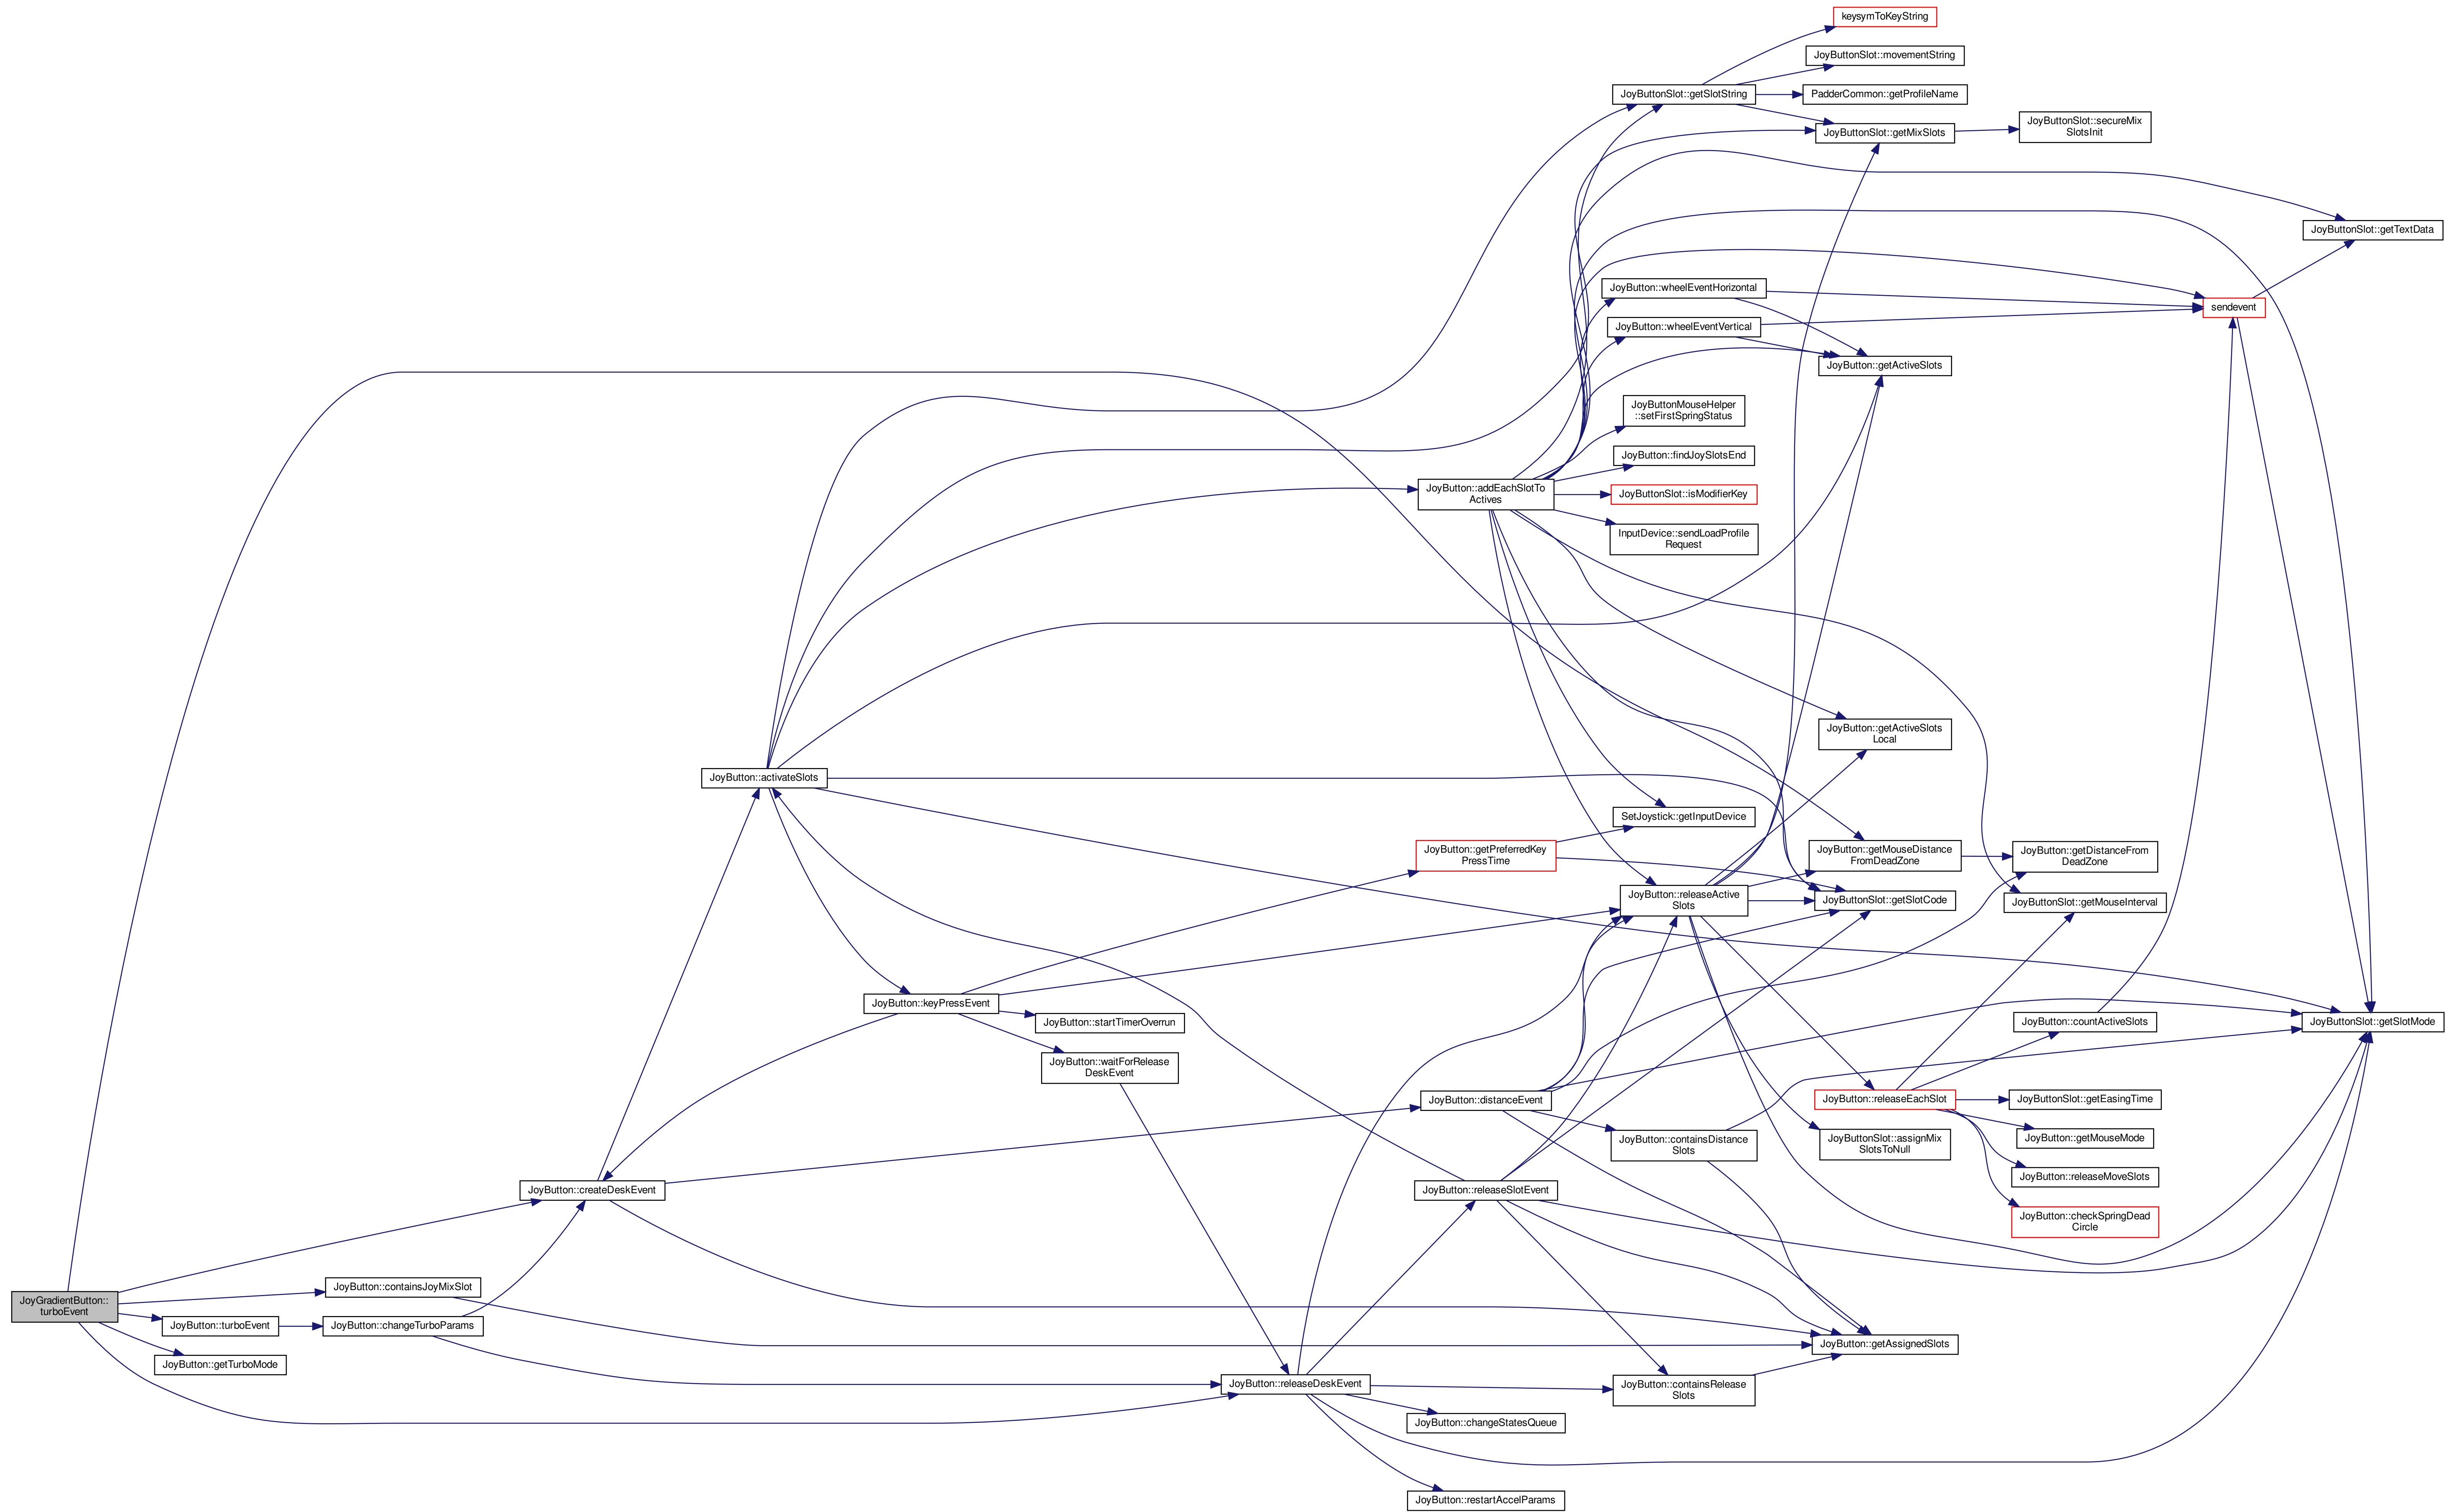 keysymToKeyString
JoyButtonSlot::movementString
JoyButtonSlot::getSlotString
PadderCommon::getProfileName
JoyButtonSlot::getMixSlots
JoyButtonSlot::secureMix
SlotsInit
JoyButtonSlot::getTextData
JoyButton::wheelEventHorizontal
sendevent
JoyButton::wheelEventVertical
JoyButton::getActiveSlots
JoyButtonMouseHelper
::setFirstSpringStatus
JoyButton::findJoySlotsEnd
JoyButton::addEachSlotTo
Actives
JoyButtonSlot::isModifierKey
InputDevice::sendLoadProfile
Request
JoyButton::getActiveSlots
Local
JoyButton::activateSlots
SetJoystick::getInputDevice
JoyButton::getPreferredKey
PressTime
JoyButton::getMouseDistance
FromDeadZone
JoyButton::getDistanceFrom
DeadZone
JoyButton::releaseActive
Slots
JoyButtonSlot::getSlotCode
JoyButtonSlot::getMouseInterval
JoyButton::keyPressEvent
JoyButton::startTimerOverrun
JoyButton::countActiveSlots
JoyButtonSlot::getSlotMode
JoyButton::waitForRelease
DeskEvent
JoyButton::distanceEvent
JoyButton::releaseEachSlot
JoyButtonSlot::getEasingTime
JoyButton::containsDistance
Slots
JoyButtonSlot::assignMix
SlotsToNull
JoyButton::getMouseMode
JoyButton::releaseMoveSlots
JoyButton::createDeskEvent
JoyButton::releaseSlotEvent
JoyButton::checkSpringDead
Circle
JoyGradientButton::
turboEvent
JoyButton::containsJoyMixSlot
JoyButton::turboEvent
JoyButton::changeTurboParams
JoyButton::getAssignedSlots
JoyButton::getTurboMode
JoyButton::releaseDeskEvent
JoyButton::containsRelease
Slots
JoyButton::changeStatesQueue
JoyButton::restartAccelParams